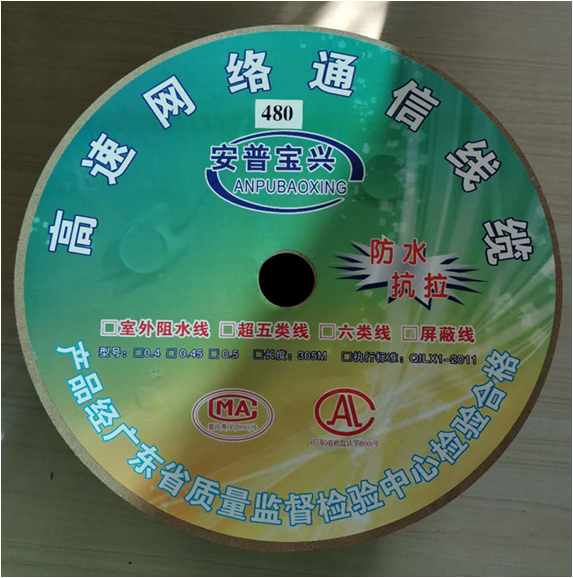 高速网络通信线缆
480
安普宝兴
ANPUBAOXING
防水
抗拉
□室外阻水线 □超五类线 □六类线 □屏蔽线
型号：□0.4 □0.45 □0.5 □长度：305M □执行标准：QILX1-2011
CMAC
CAL
产品经广东省质量监督检验中心检验合格